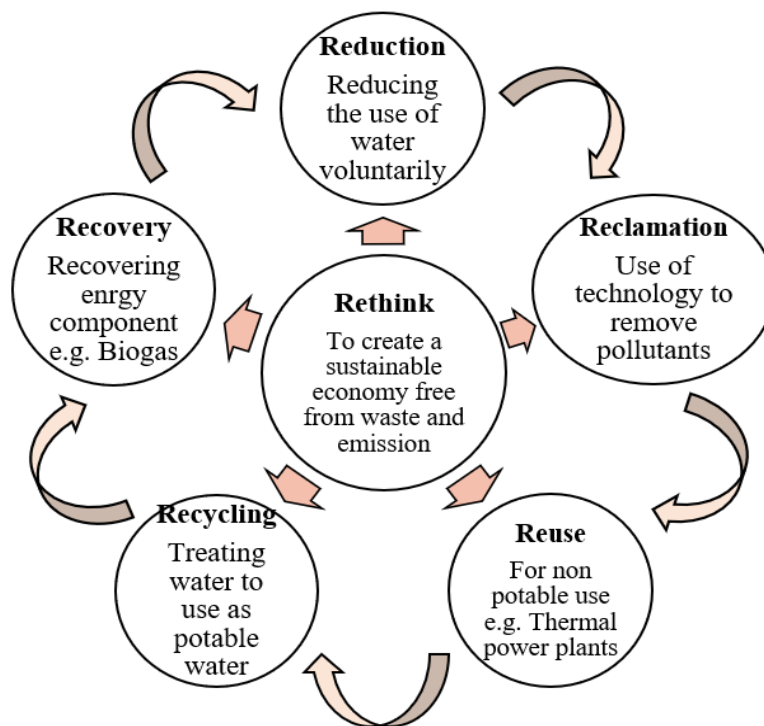 Reduction
Reducing
the use of
water
voluntarily
Reclamation
Use of
technology to
remove
pollutants
Reuse
For non
potable use
e.g. Thermal
power plants
Recycling
Treating
water to
use as
potable
water
Recovery
Recovering
enrgy
component
e.g. Biogas
Rethink
To create a
sustainable
economy free
from waste and
emission